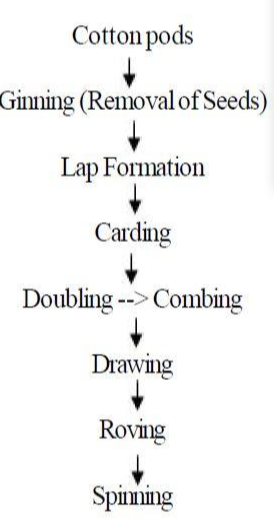 Cotton pods
Ginning (Removal of Seeds)
Lap Formation
Carding
Doubling --> Combing
Drawing
Roving
Spinning